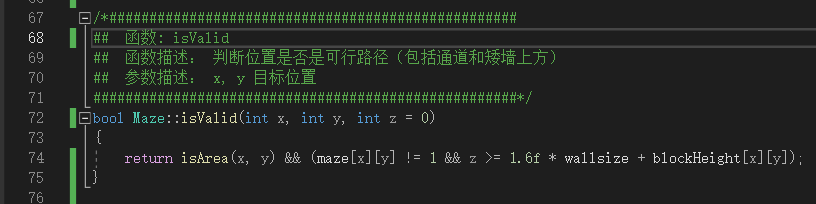 67 /*##################################################
68 ## 函数: isValid
69 ## 函数描述： 判断位置是否是可行路径（包括通道和矮墙上方）
70 ## 参数描述： x, y 目标位置
71 ####################################################*/
72 bool Maze::isValid(int x, int y, int z = 0)
73 {
74 return isArea(x, y) && (maze[x][y] != 1 && z >= 1.6f * wallsize + blockHeight[x][y]);
75 }
76